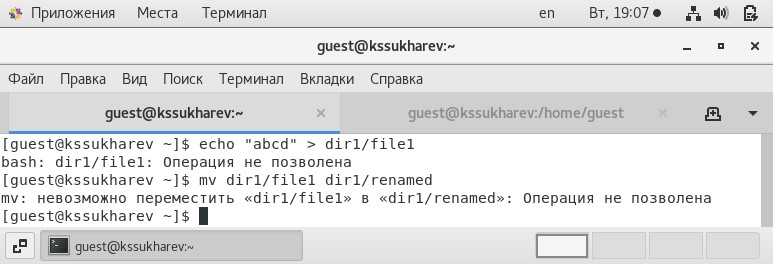 Приложения Места Терминал en Вт, 19:07
guest@kssukharev:~
Файл Правка Вид Поиск Терминал Вкладки Справка
guest@kssukharev:~ guest@kssukharev:/home/guest
[guest@kssukharev ~]$ echo "abcd" > dir1/file1
bash: dir1/file1: Операция не позволена
[guest@kssukharev ~]$ mv dir1/file1 dir1/renamed
mv: невозможно переместить «dir1/file1» в «dir1/renamed»: Операция не позволена
[guest@kssukharev ~]$
guest@kssukharev:~